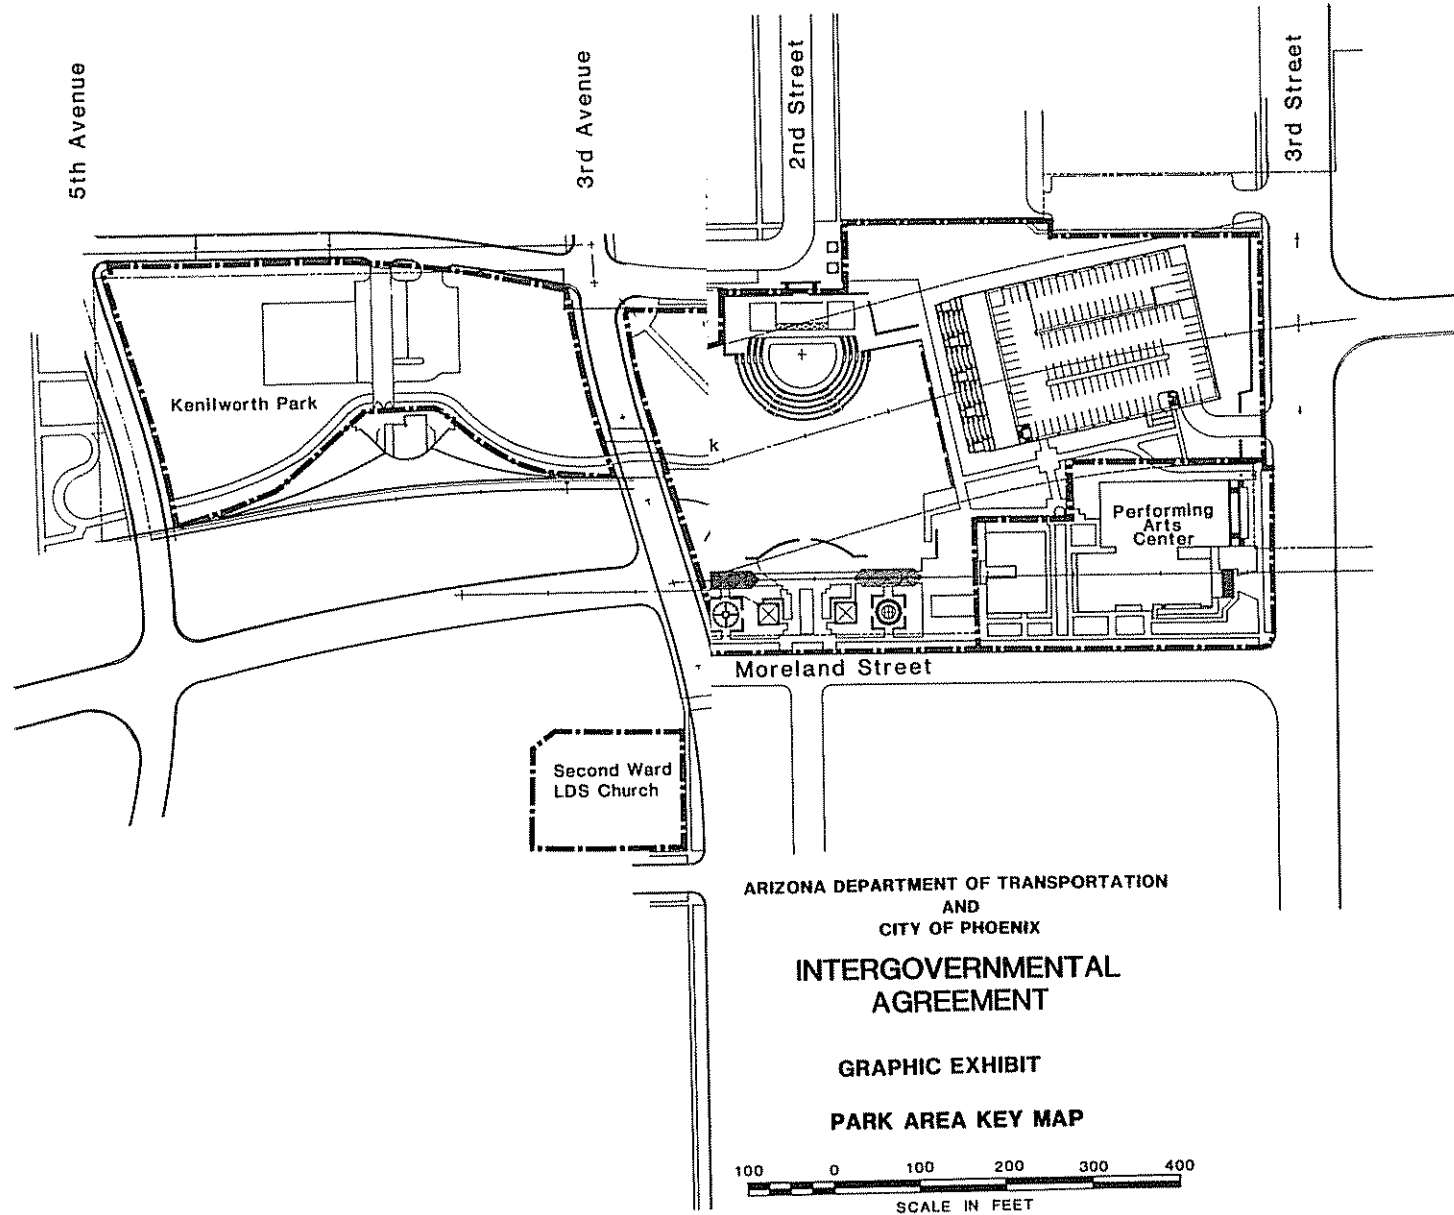 5th Avenue
3rd Avenue
2nd Street
3rd Street
Kenilworth Park
k
Performing
Arts
Center
Moreland Street
Second Ward
LDS Church
ARIZONA DEPARTMENT OF TRANSPORTATION
AND
CITY OF PHOENIX
INTERGOVERNMENTAL
AGREEMENT
GRAPHIC EXHIBIT
PARK AREA KEY MAP
100 0 100 200 300 400
SCALE IN FEET